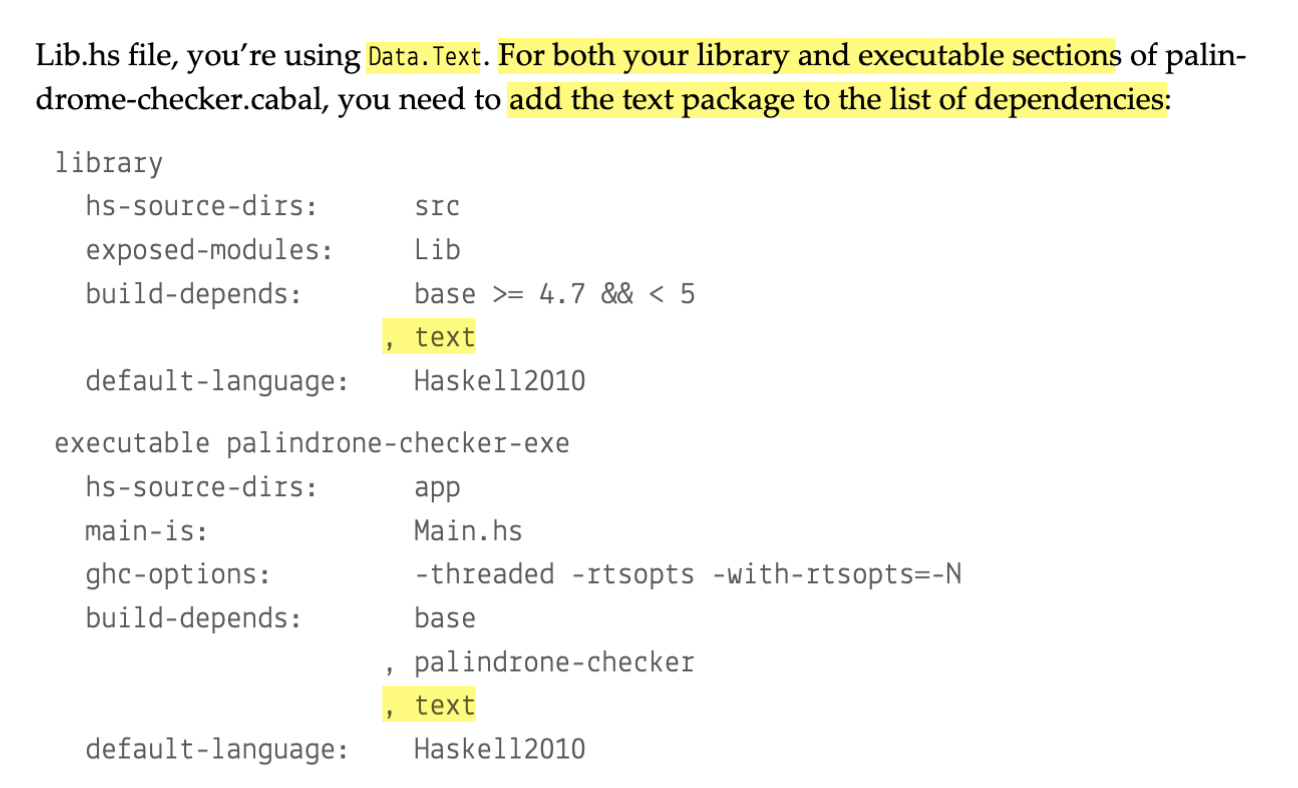 Lib.hs file, you’re using Data.Text. For both your library and executable sections of palin-
drome-checker.cabal, you need to add the text package to the list of dependencies:
library
hs-source-dirs: src
exposed-modules: Lib
build-depends: base >= 4.7 && < 5
, text
default-language: Haskell2010
executable palindrone-checker-exe
hs-source-dirs: app
main-is: Main.hs
ghc-options: -threaded -rtsopts -with-rtsopts=-N
build-depends: base
, palindrone-checker
, text
default-language: Haskell2010